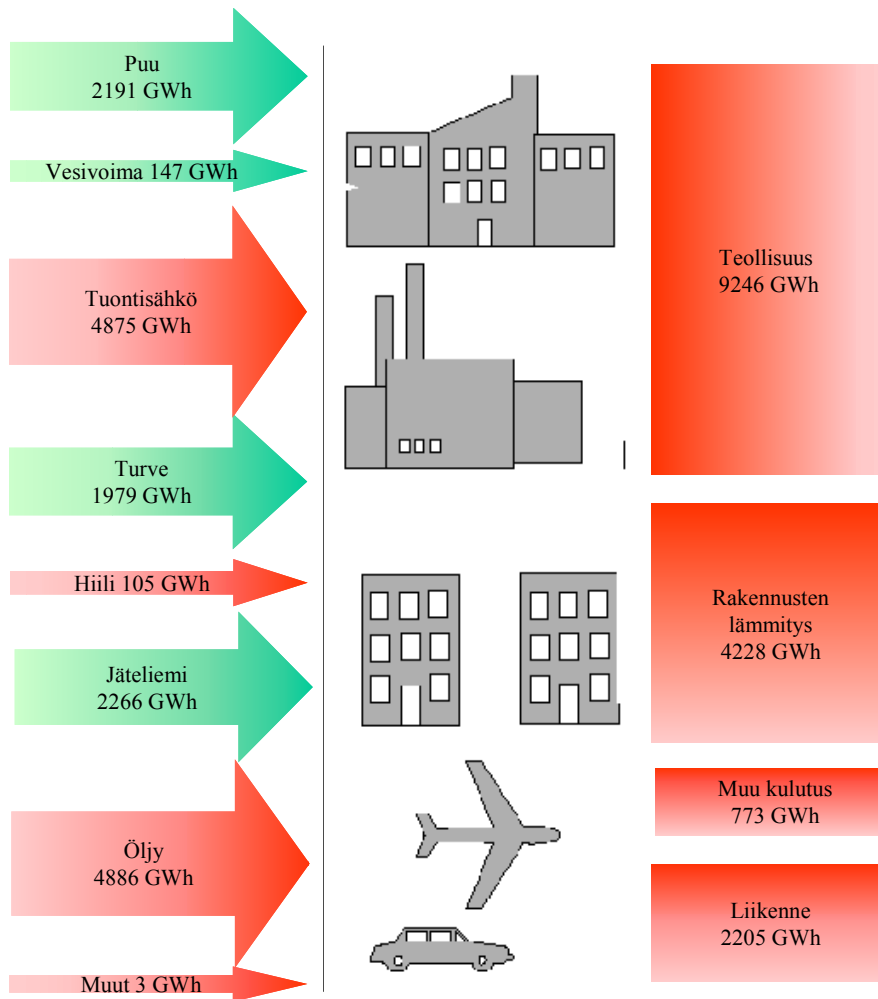 Puu
2191 GWh
Vesivoima 147 GWh
Tuontisähkö
4875 GWh
Turve
1979 GWh
Hiili 105 GWh
Jäteliemi
2266 GWh
Öljy
4886 GWh
Muut 3 GWh
Teollisuus
9246 GWh
Rakennusten
lämmitys
4228 GWh
Muu kulutus
773 GWh
Liikenne
2205 GWh